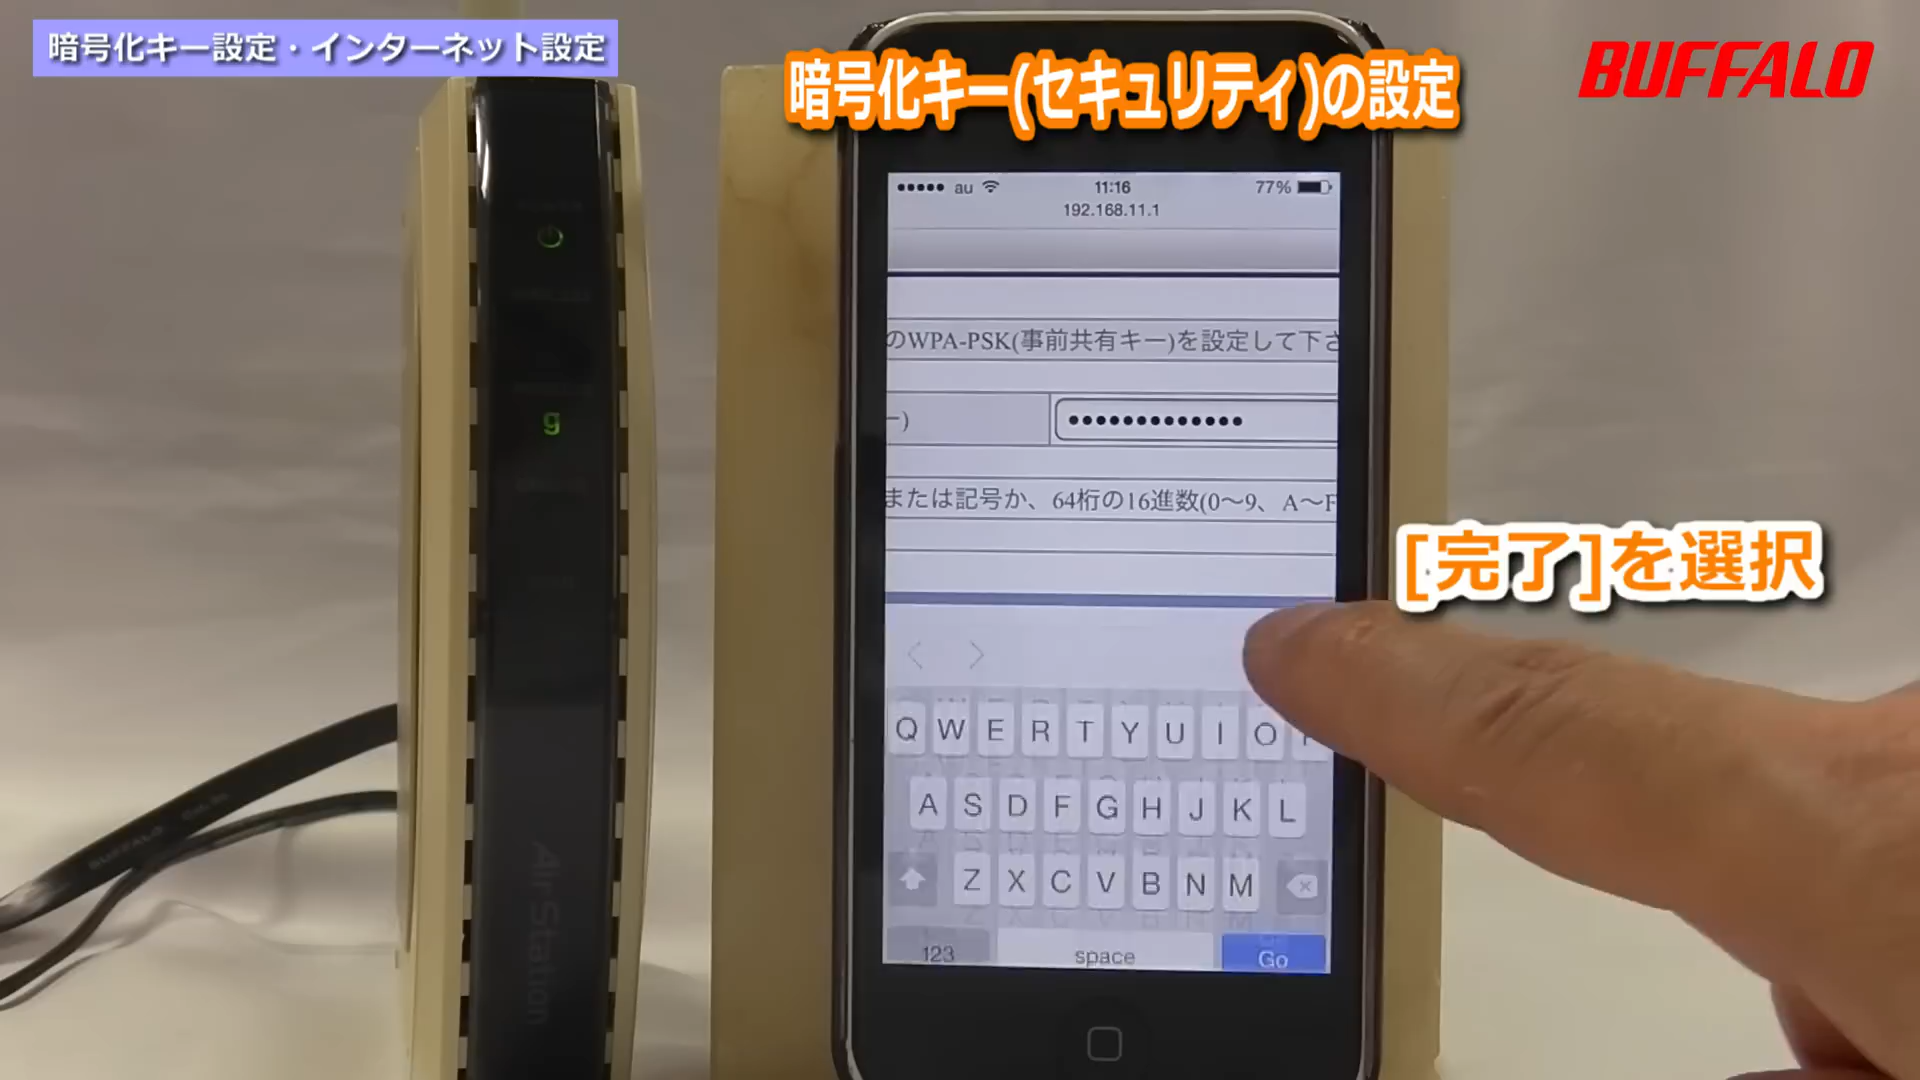 暗号化キー設定・インターネット設定
暗号化キー(セキュリティ)の設定
BUFFALO
au 11:16 77%
192.168.11.1
のWPA-PSK(事前共有キー)を設定して下さ
ー) •••••••••••••
または記号か、64桁の16進数(0～9、A～F
[完了]を選択
Q W E R T Y U I O P
A S D F G H J K L
Z X C V B N M
123 space Go
g
AirStation
BUFFALO